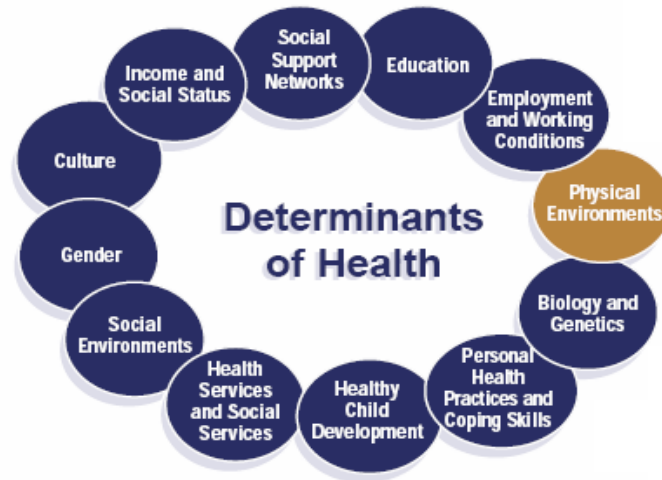 Social
Support
Networks
Education
Income and
Social Status
Employment
and Working
Conditions
Culture
Physical
Environments
Determinants
of Health
Gender
Biology and
Genetics
Social
Environments
Health
Services
and Social
Services
Healthy
Child
Development
Personal
Health
Practices and
Coping Skills